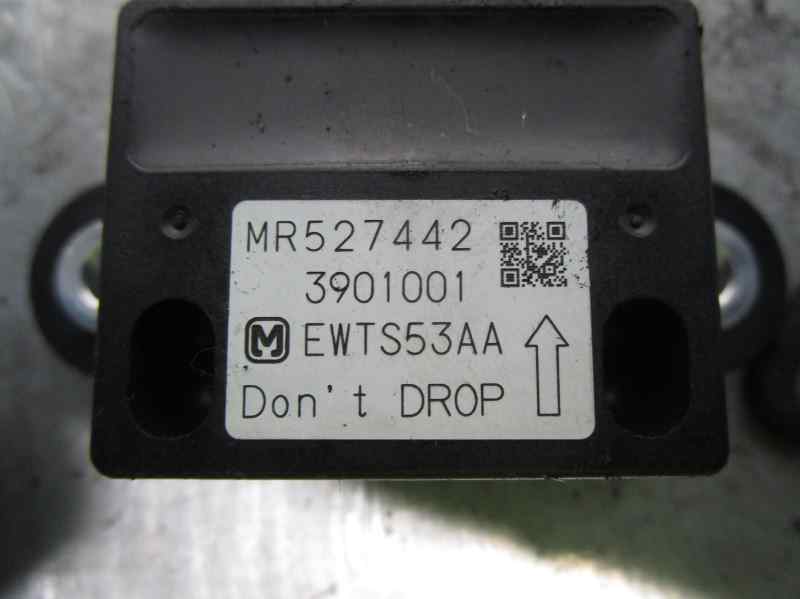 MR527442
3901001
M EWTS53AA
Don't DROP